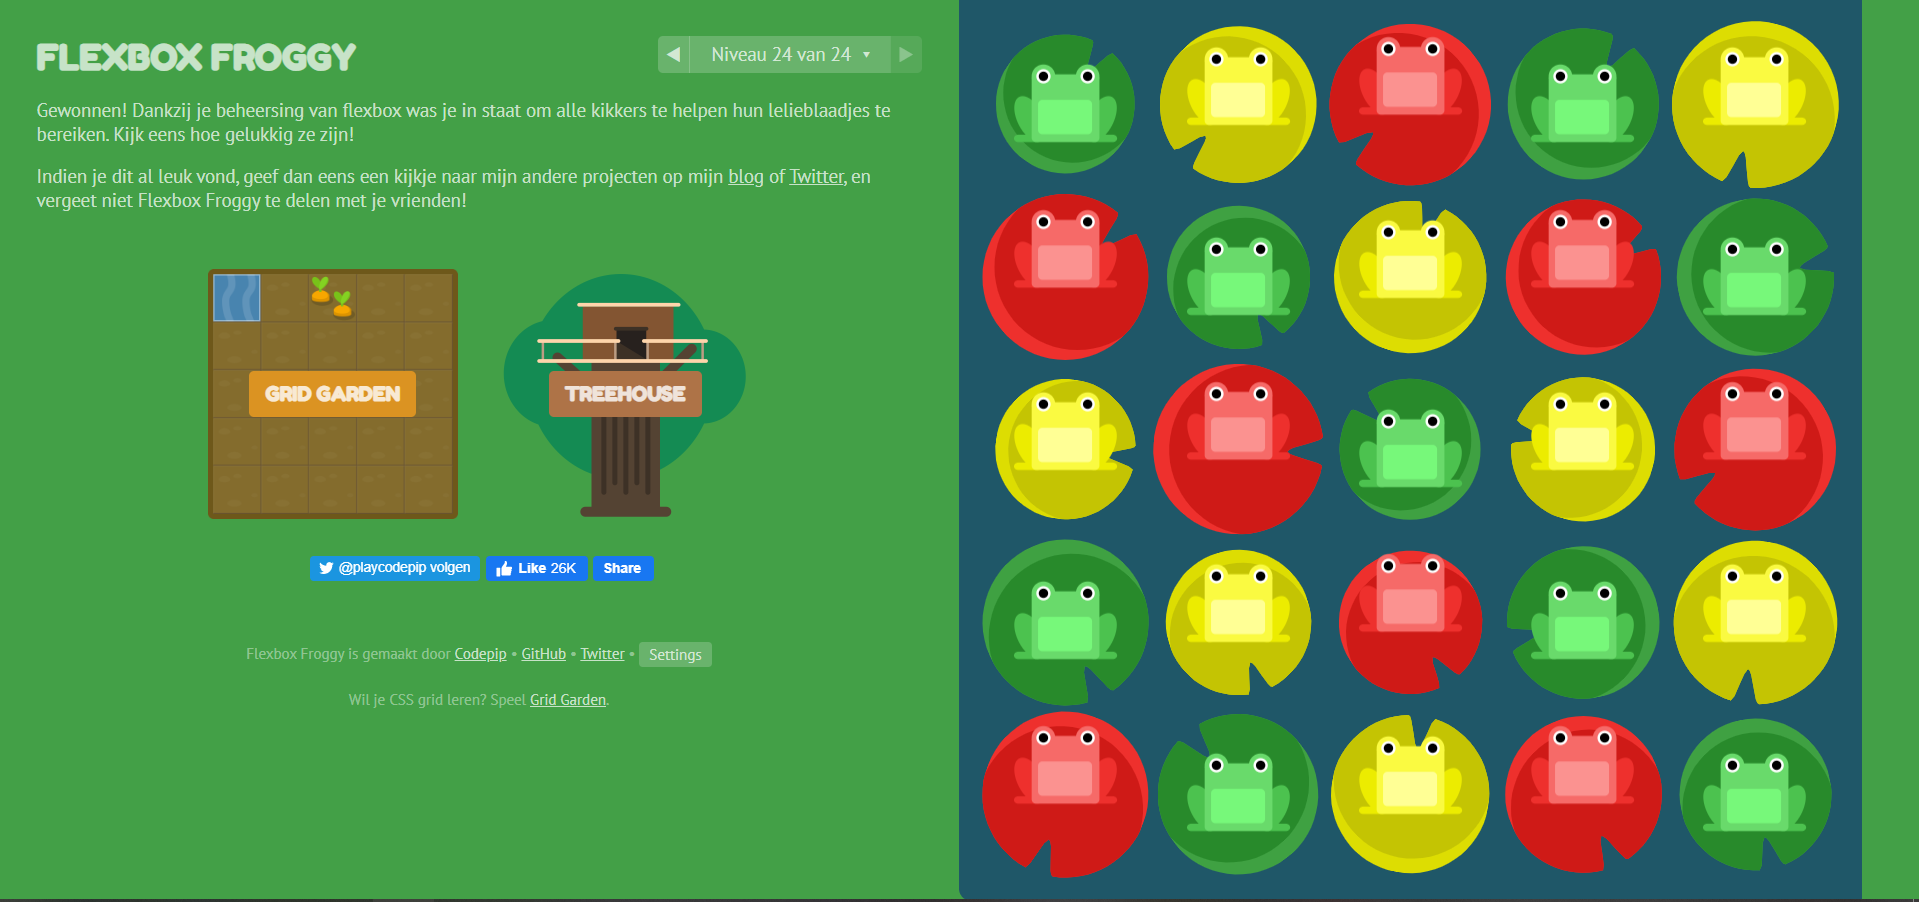 FLEXBOX FROGGY
Niveau 24 van 24
Gewonnen! Dankzij je beheersing van flexbox was je in staat om alle kikkers te helpen hun lelieblaadjes te
bereiken. Kijk eens hoe gelukkig ze zijn!
Indien je dit al leuk vond, geef dan eens een kijkje naar mijn andere projecten op mijn blog of Twitter, en
vergeet niet Flexbox Froggy te delen met je vrienden!
GRID GARDEN
TREEHOUSE
@playcodepip volgen
Like 26K
Share
Flexbox Froggy is gemaakt door Codepip • GitHub • Twitter • Settings
Wil je CSS grid leren? Speel Grid Garden.